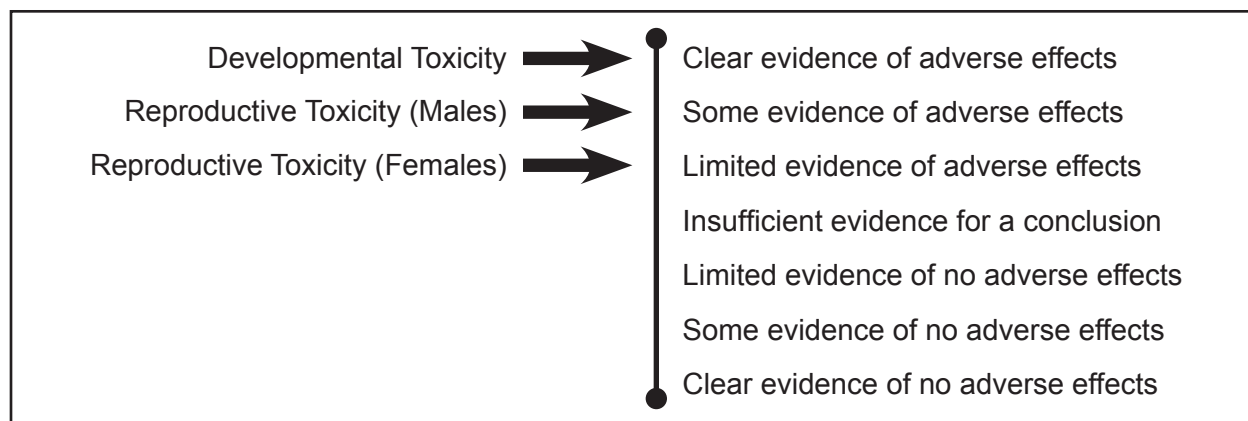 Developmental Toxicity Clear evidence of adverse effects
Reproductive Toxicity (Males) Some evidence of adverse effects
Reproductive Toxicity (Females) Limited evidence of adverse effects
Insufficient evidence for a conclusion
Limited evidence of no adverse effects
Some evidence of no adverse effects
Clear evidence of no adverse effects